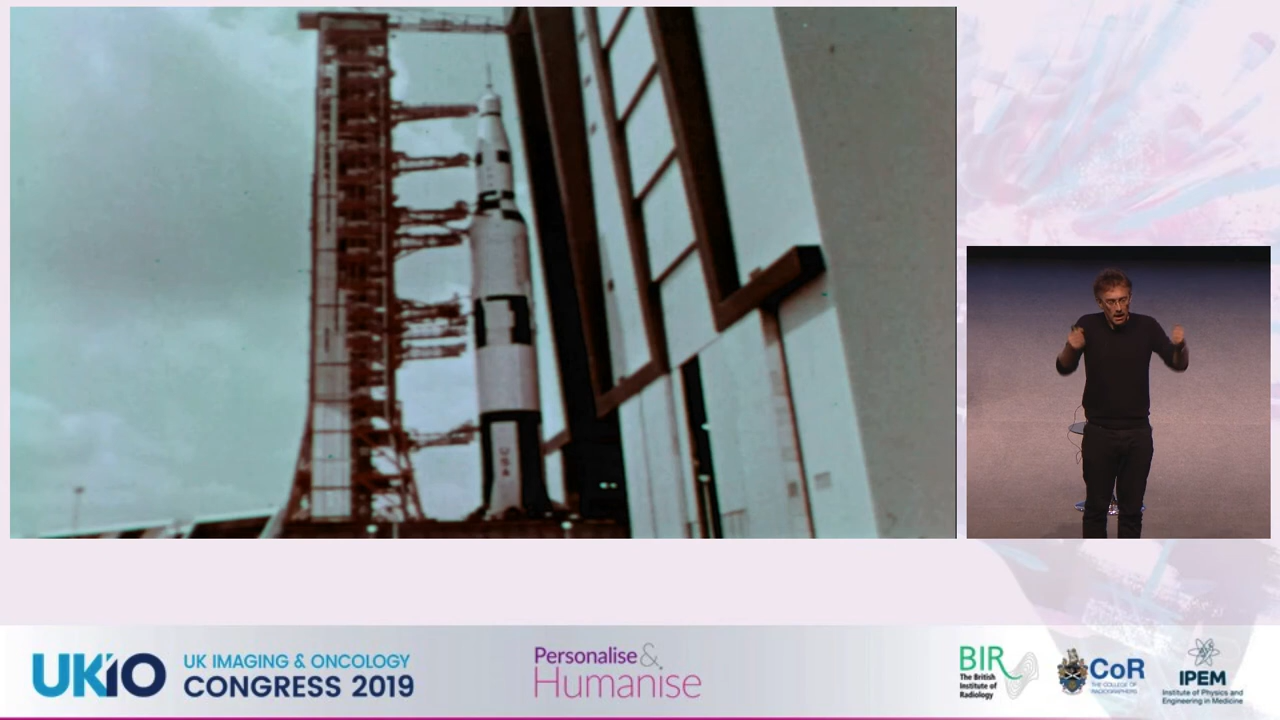 USA
UKIO
UK IMAGING & ONCOLOGY
CONGRESS 2019
Personalise &
Humanise
BIR
The British
Institute of
Radiology
CoR
THE COLLEGE OF
RADIOGRAPHERS
IPEM
Institute of Physics and
Engineering in Medicine